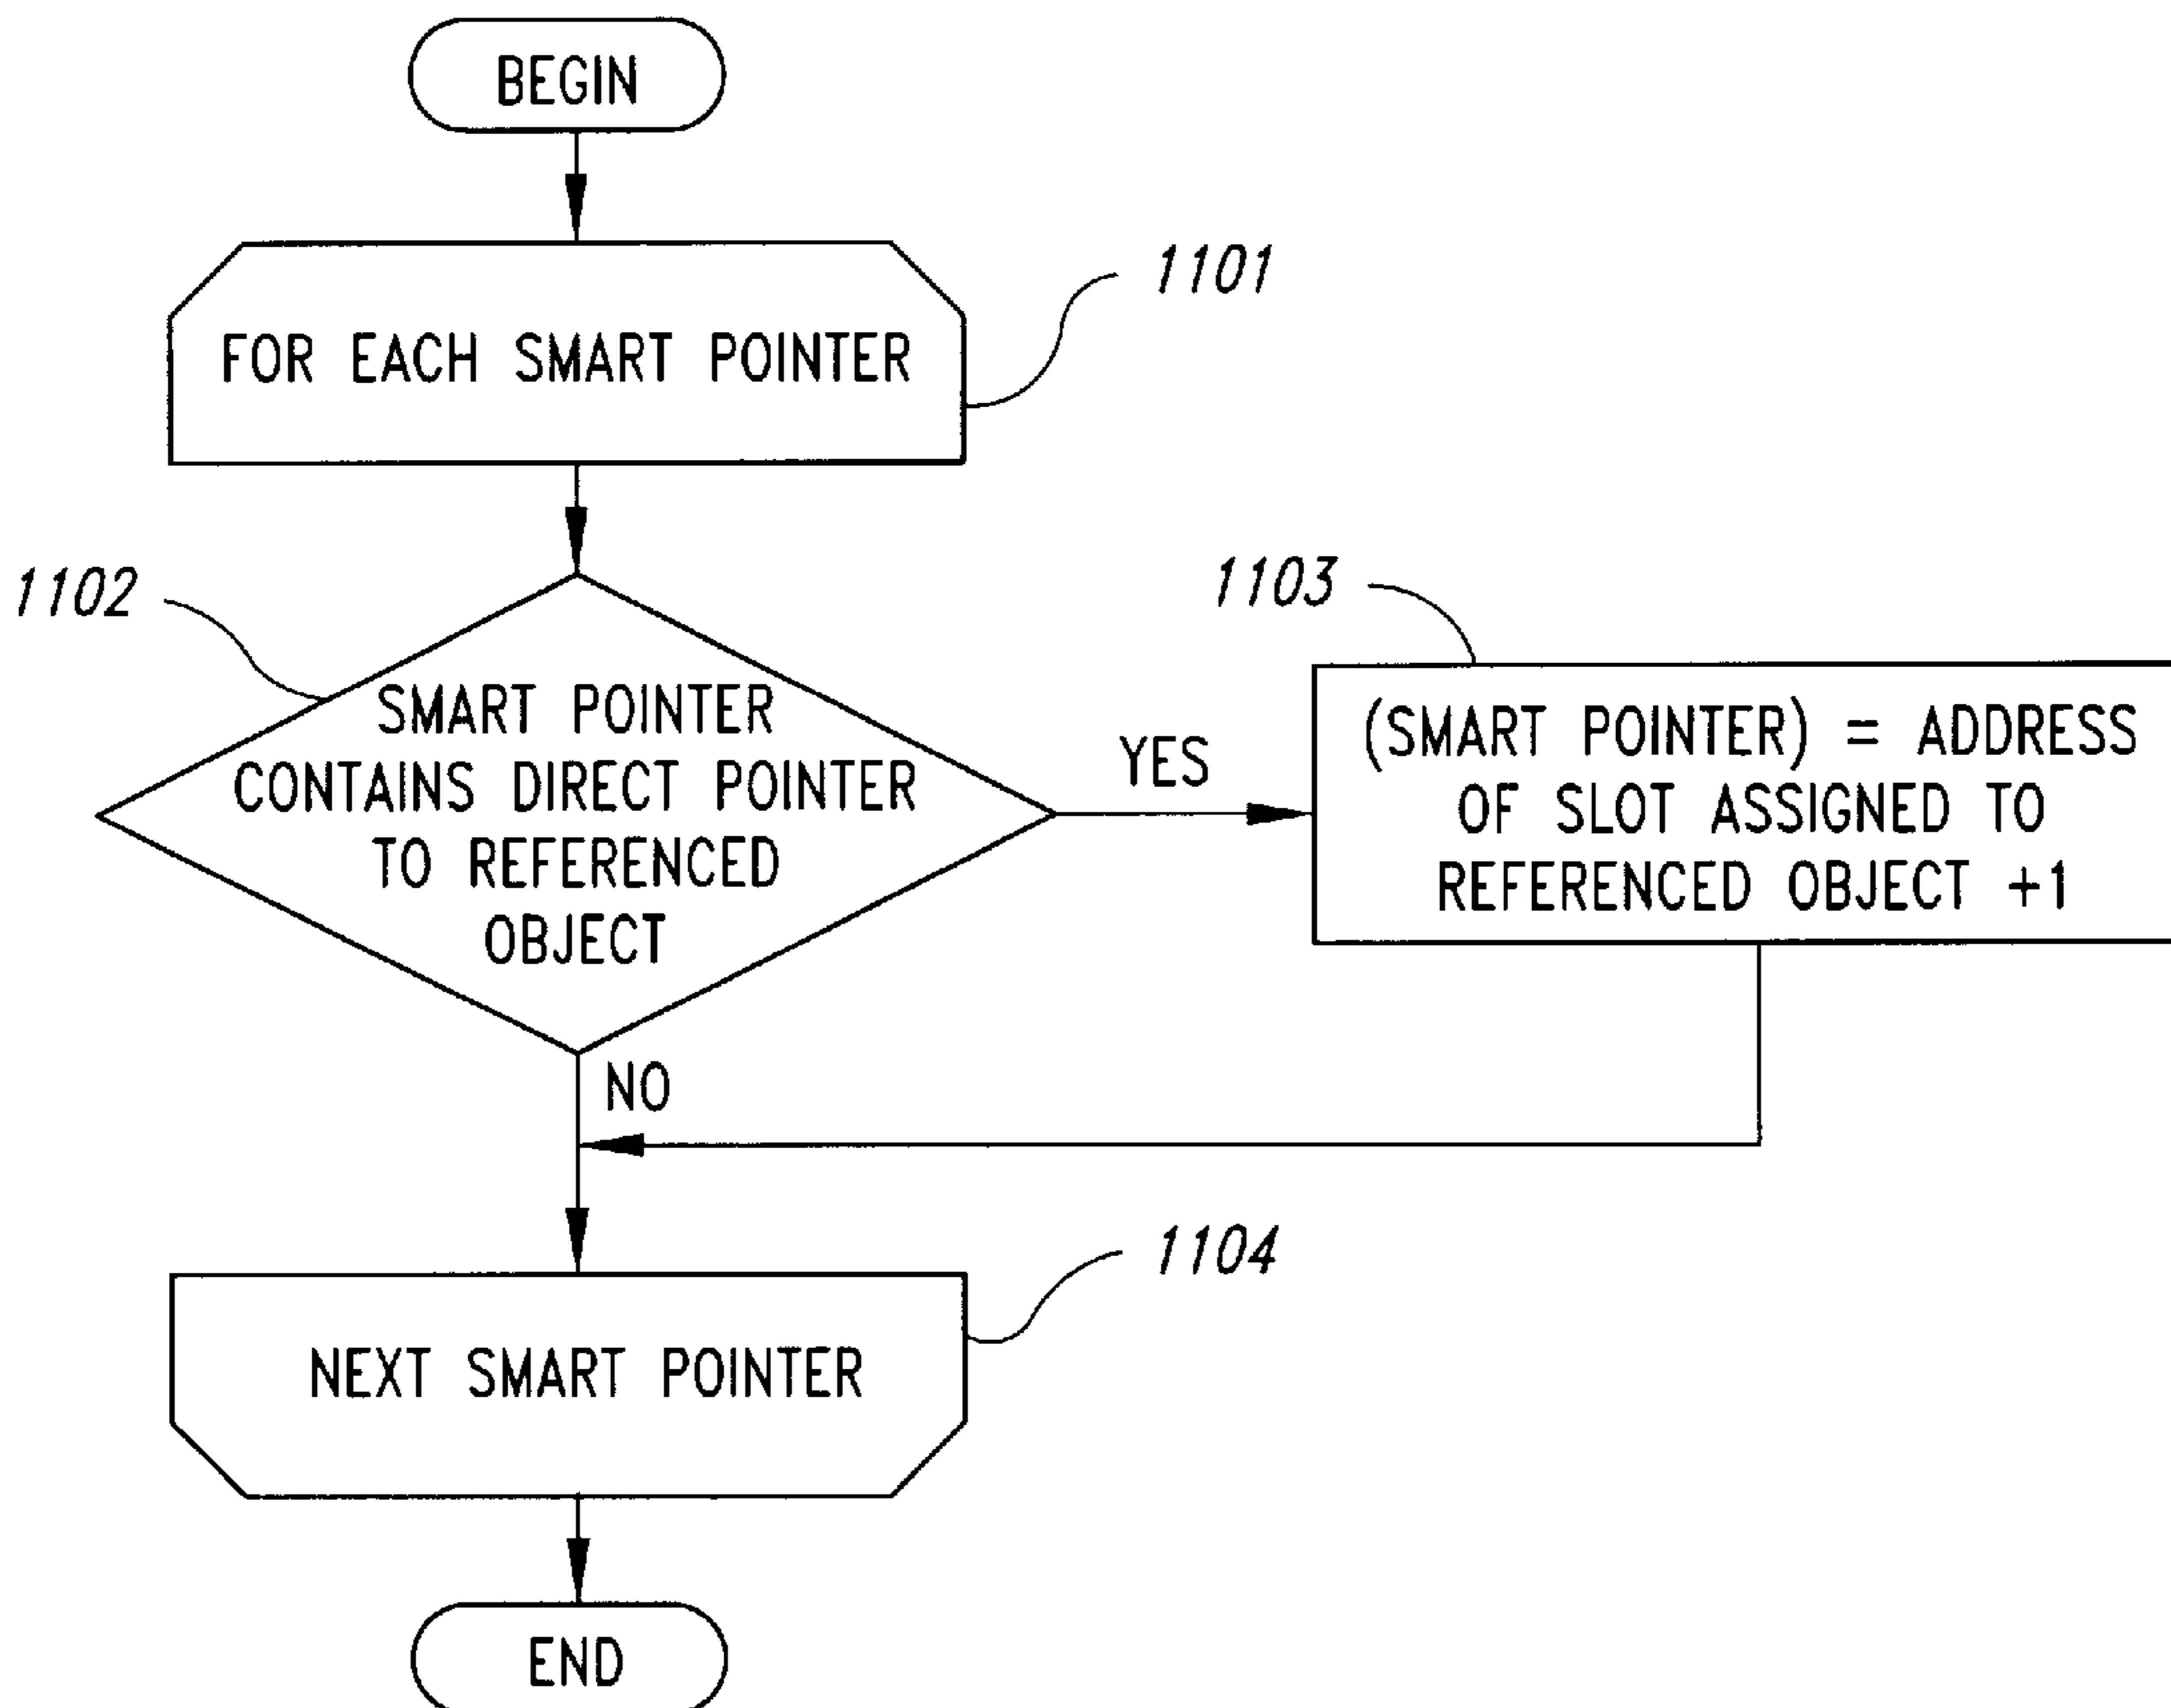 BEGIN
FOR EACH SMART POINTER
1101
1102
SMART POINTER
CONTAINS DIRECT POINTER
TO REFERENCED
OBJECT
YES
1103
(SMART POINTER) = ADDRESS
OF SLOT ASSIGNED TO
REFERENCED OBJECT +1
NO
NEXT SMART POINTER
1104
END